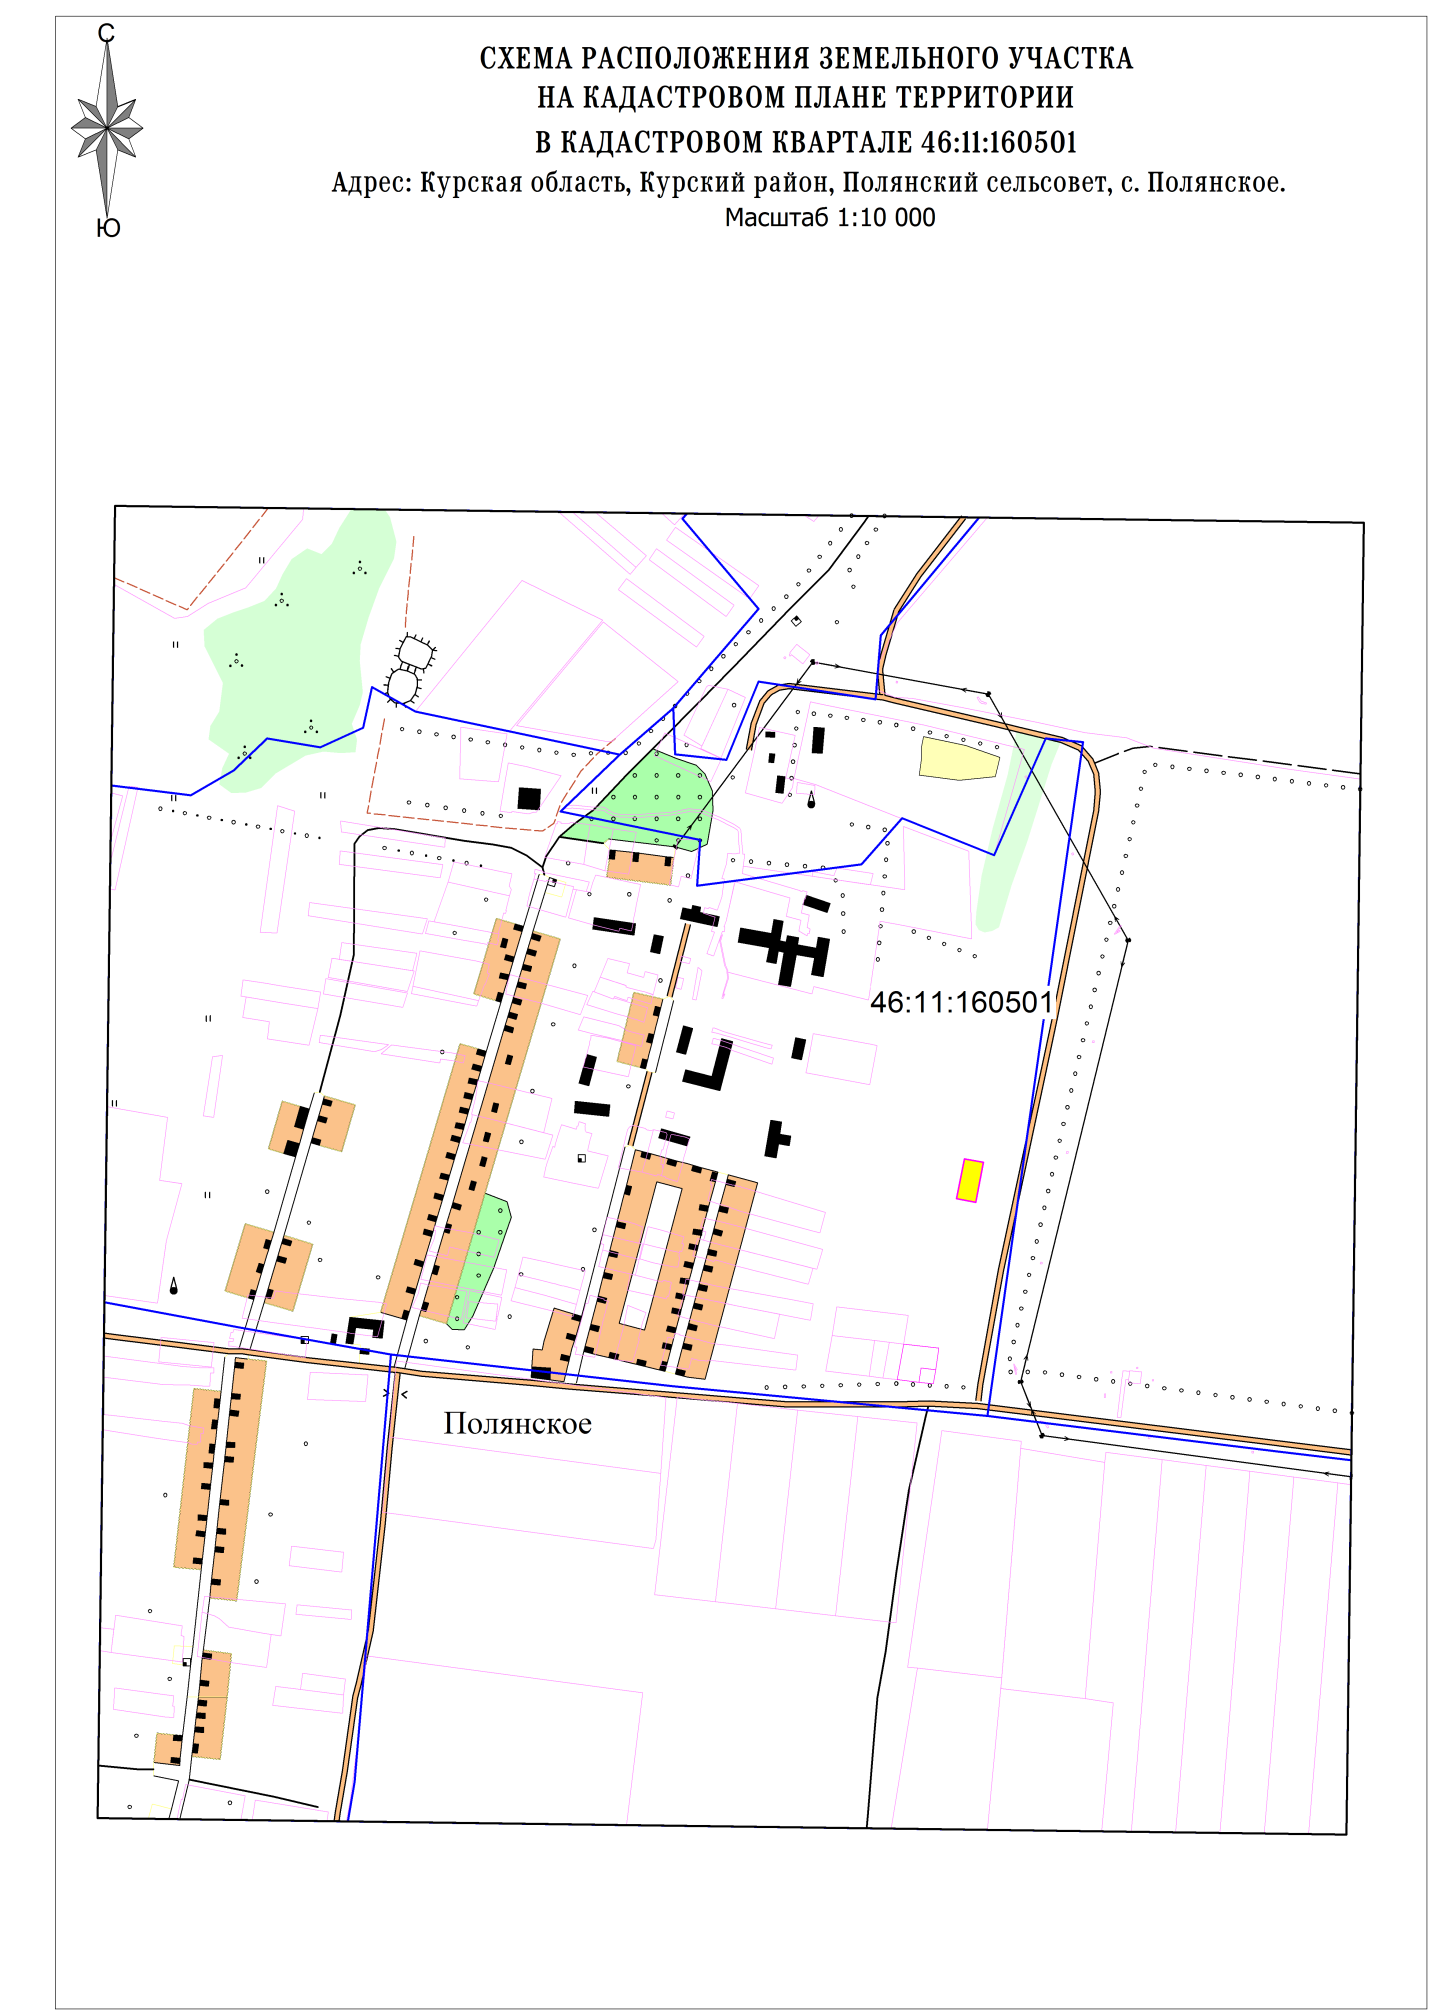 С
СХЕМА РАСПОЛОЖЕНИЯ ЗЕМЕЛЬНОГО УЧАСТКА
НА КАДАСТРОВОМ ПЛАНЕ ТЕРРИТОРИИ
В КАДАСТРОВОМ КВАРТАЛЕ 46:11:160501
Адрес: Курская область, Курский район, Полянский сельсовет, с. Полянское.
Масштаб 1:10 000
Ю
46:11:160501
Полянское